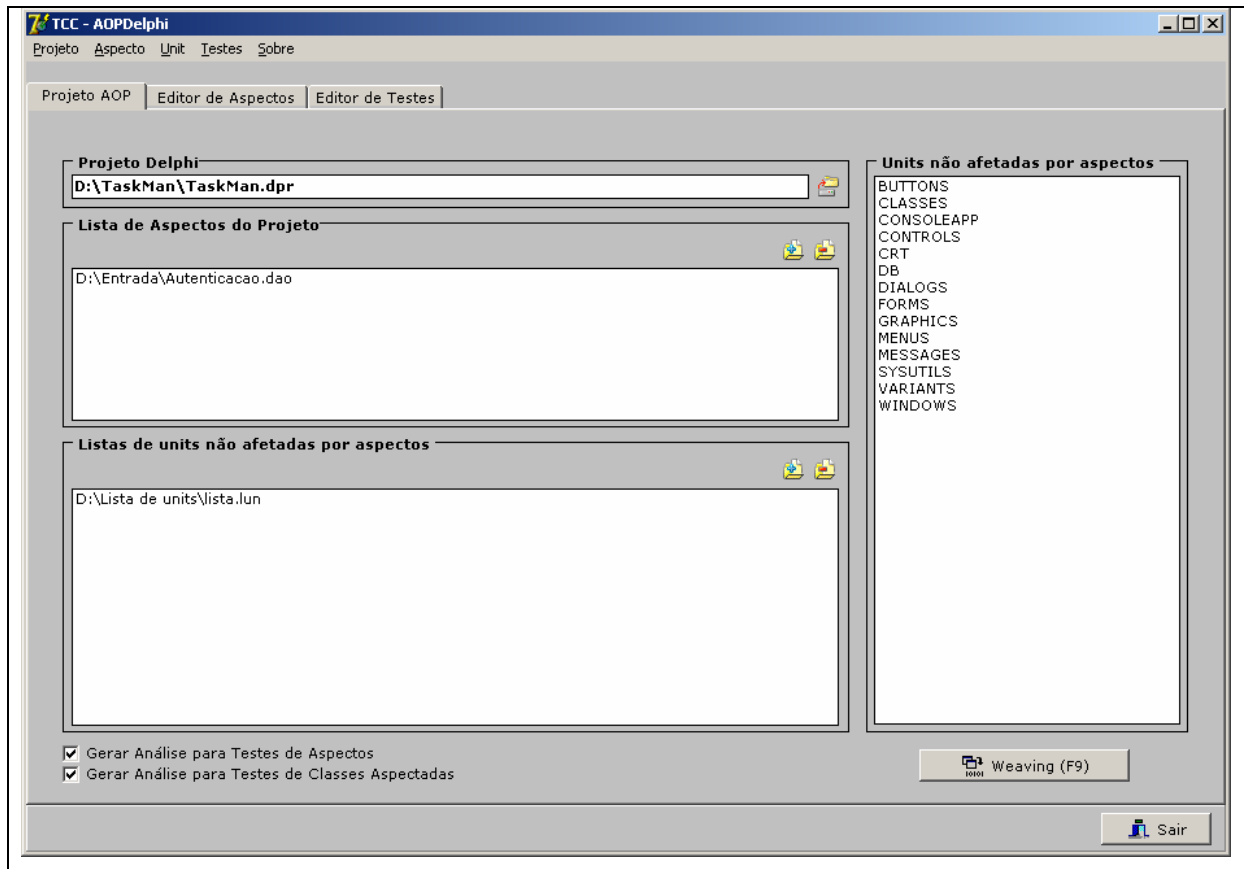 TCC - AOPDelphi
Projeto Aspecto Unit Testes Sobre
Projeto AOP Editor de Aspectos Editor de Testes
Projeto Delphi
D:\TaskMan\TaskMan.dpr
Lista de Aspectos do Projeto
D:\Entrada\Autenticacao.dao
Listas de units não afetadas por aspectos
D:\Lista de units\lista.lun
Gerar Análise para Testes de Aspectos
Gerar Análise para Testes de Classes Aspectadas
Units não afetadas por aspectos
BUTTONS
CLASSES
CONSOLEAPP
CONTROLS
CRT
DB
DIALOGS
FORMS
GRAPHICS
MENUS
MESSAGES
SYSUTILS
VARIANTS
WINDOWS
Weaving (F9)
Sair